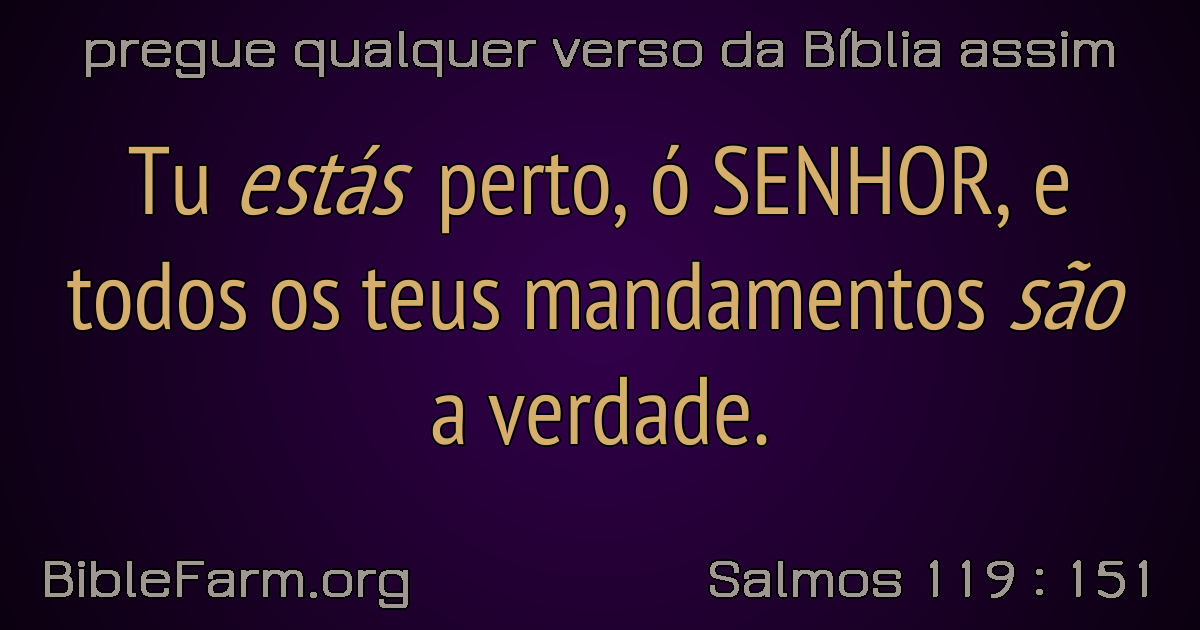 pregue qualquer verso da Bíblia assim
Tu estás perto, ó SENHOR, e
todos os teus mandamentos são
a verdade.
BibleFarm.org
Salmos 119 : 151